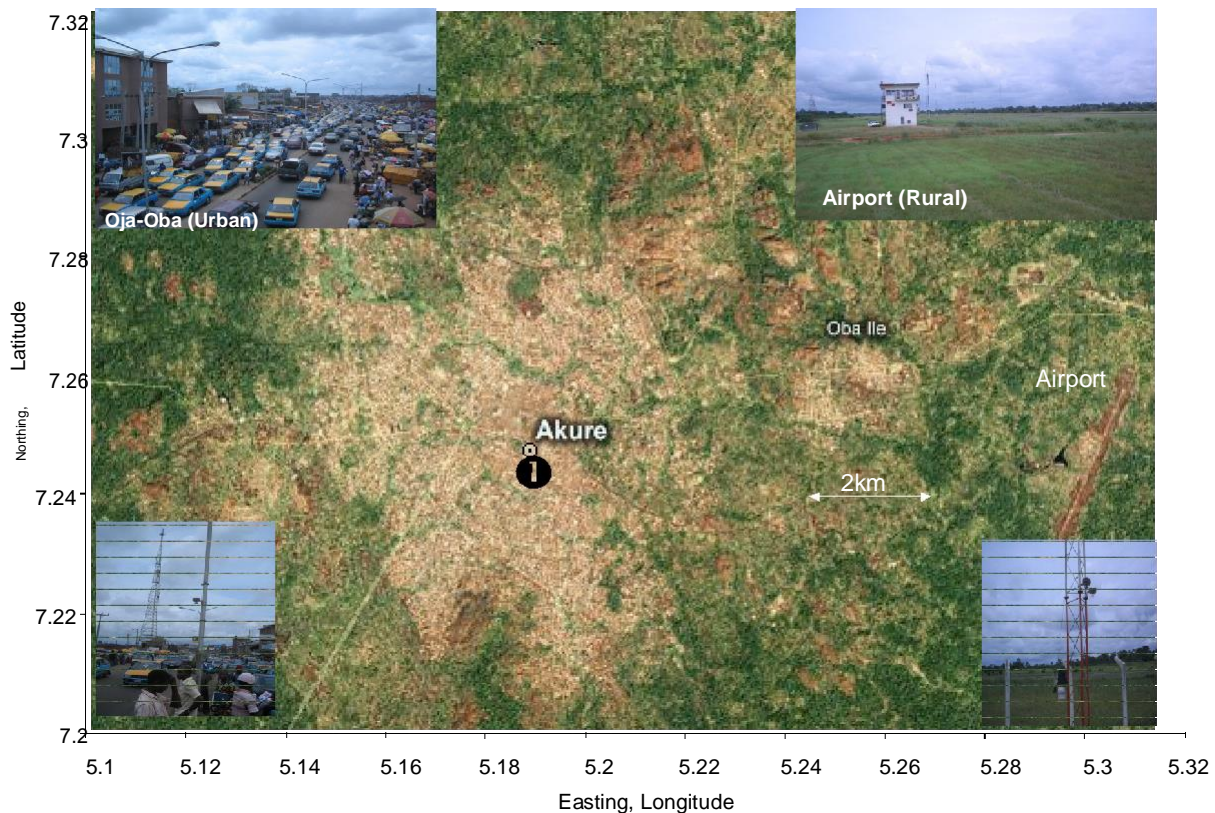 7.32
7.3
7.28
7.26
7.24
7.22
7.2
Northing, Latitude
Oja-Oba (Urban)
Airport (Rural)
Oba Ile
Airport
Akure
1
2km
5.1 5.12 5.14 5.16 5.18 5.2 5.22 5.24 5.26 5.28 5.3 5.32
Easting, Longitude